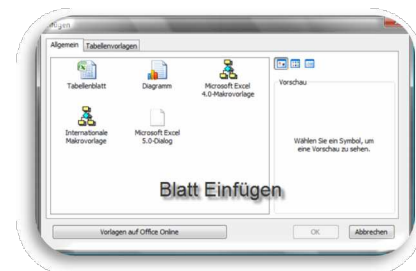 Allgemein Tabellenvorlagen
Tabellenblatt Diagramm Microsoft Excel
4.0-Makrovorlage
Internationale Microsoft Excel
Makrovorlage 5.0-Dialog
Vorschau
Wählen Sie ein Symbol, um
eine Vorschau zu sehen.
Blatt Einfügen
Vorlagen auf Office Online OK Abbrechen